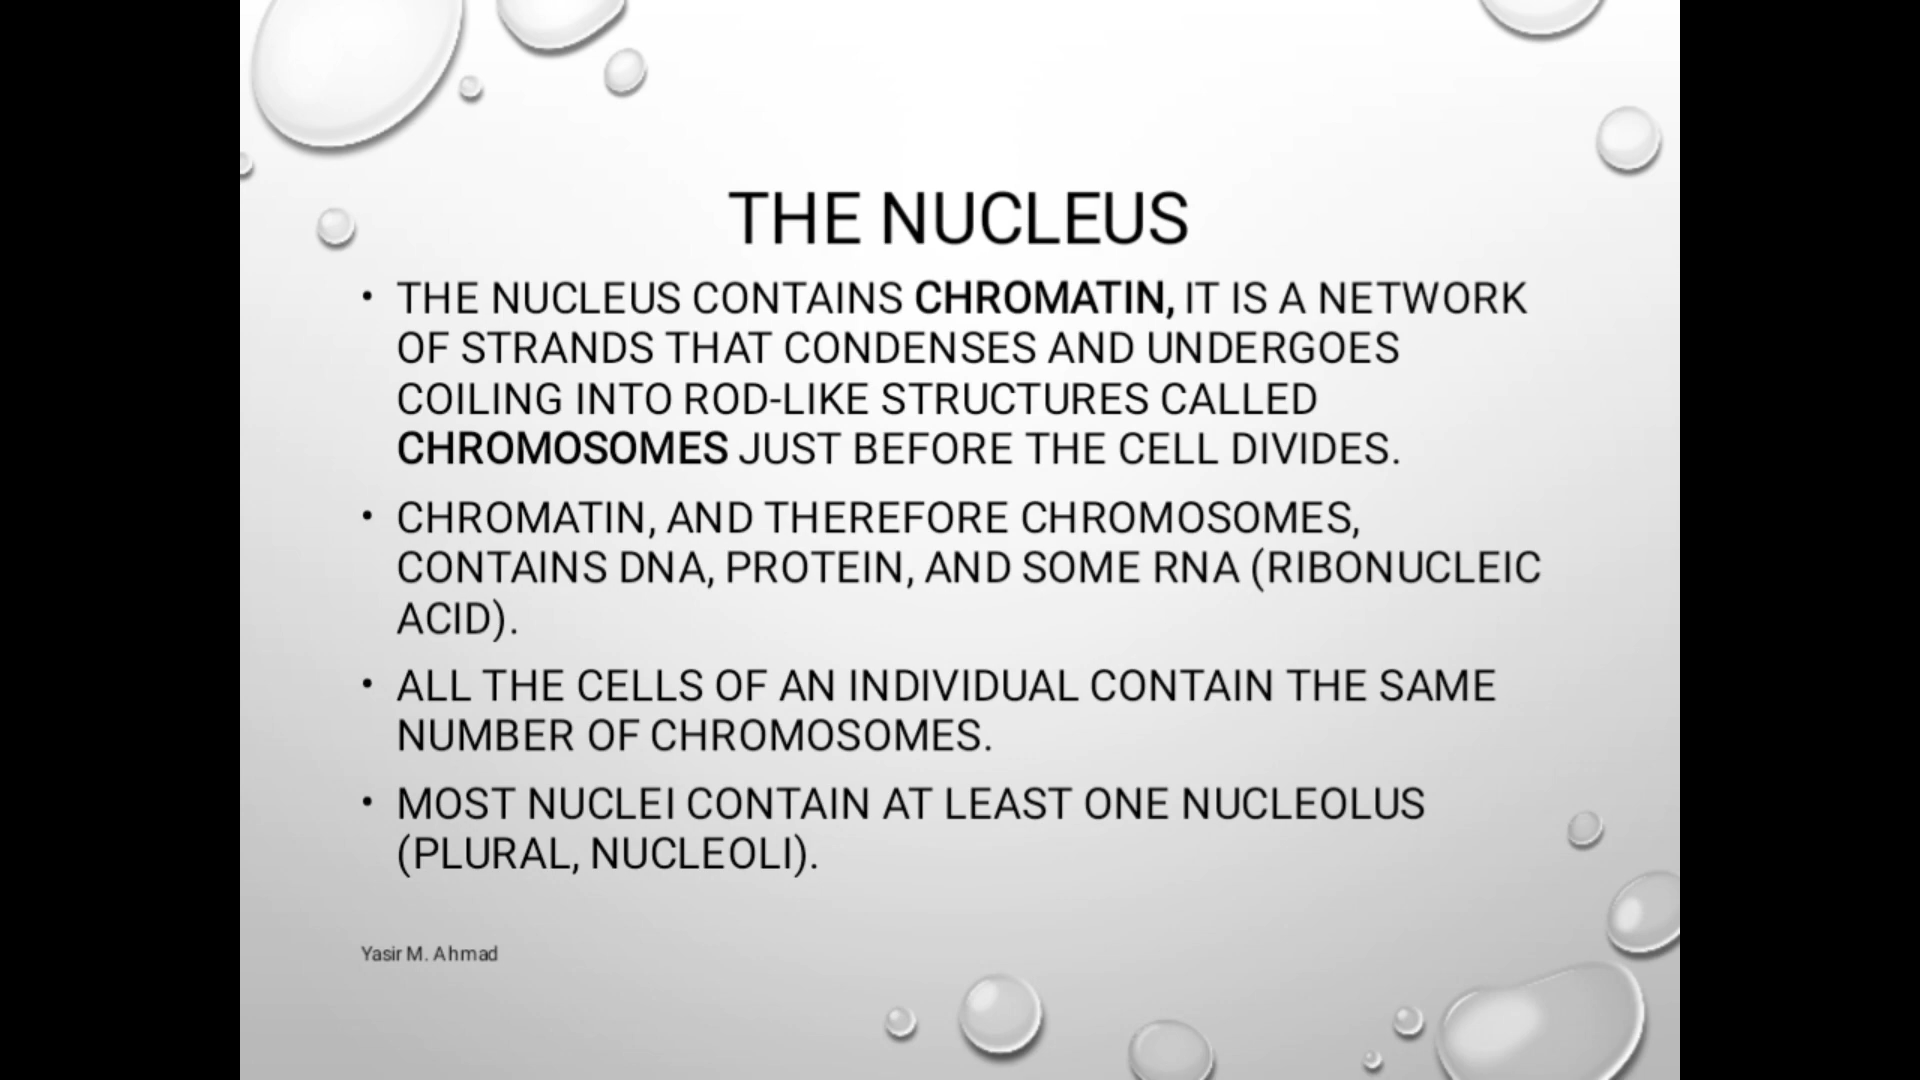 THE NUCLEUS
• THE NUCLEUS CONTAINS CHROMATIN, IT IS A NETWORK
OF STRANDS THAT CONDENSES AND UNDERGOES
COILING INTO ROD-LIKE STRUCTURES CALLED
CHROMOSOMES JUST BEFORE THE CELL DIVIDES.
• CHROMATIN, AND THEREFORE CHROMOSOMES,
CONTAINS DNA, PROTEIN, AND SOME RNA (RIBONUCLEIC
ACID).
• ALL THE CELLS OF AN INDIVIDUAL CONTAIN THE SAME
NUMBER OF CHROMOSOMES.
• MOST NUCLEI CONTAIN AT LEAST ONE NUCLEOLUS
(PLURAL, NUCLEOLI).
Yasir M. Ahmad